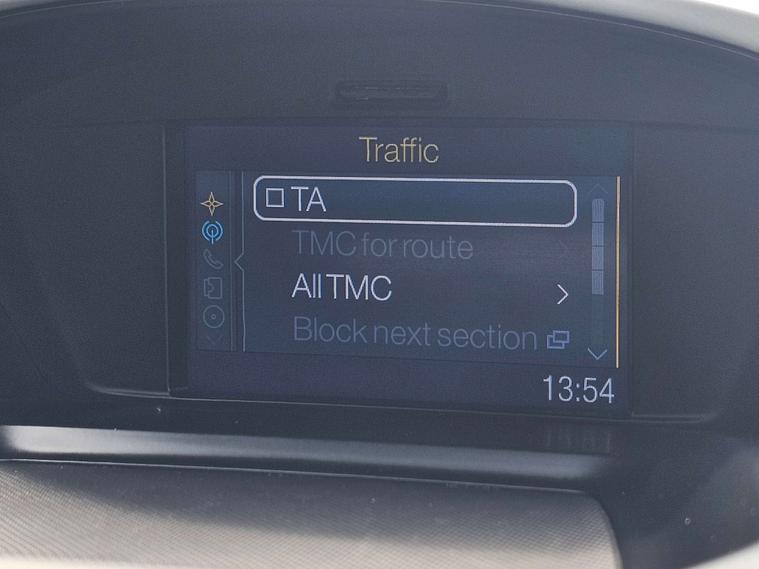 Traffic
TA
TMC for route
All TMC
Block next section
13:54